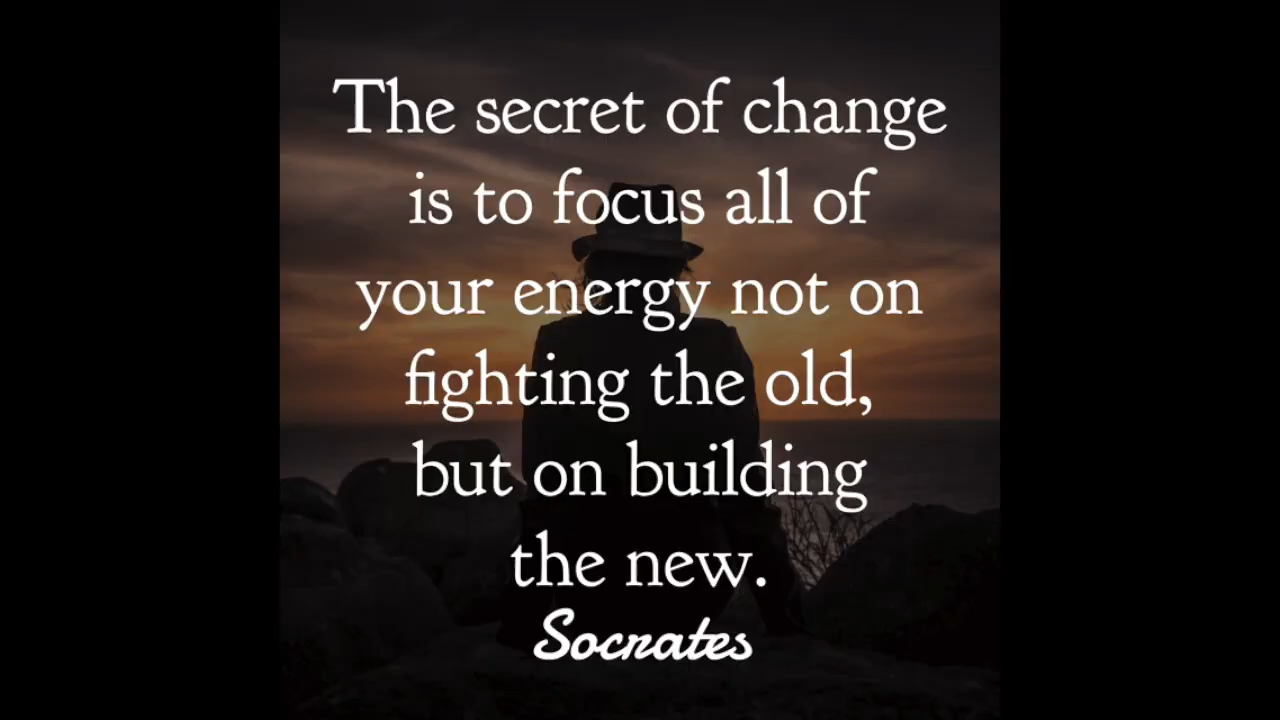 The secret of change
is to focus all of
your energy not on
fighting the old,
but on building
the new.
Socrates